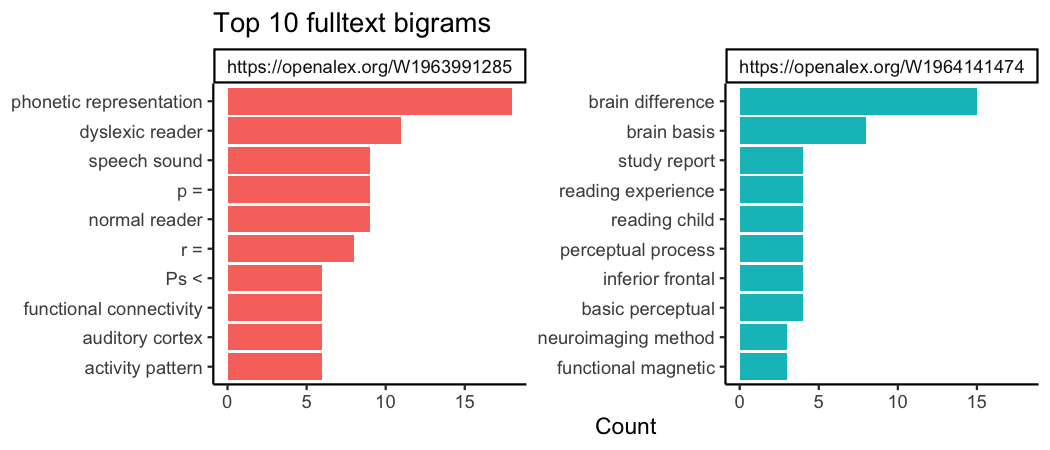 Top 10 fulltext bigrams
https://openalex.org/W1963991285
phonetic representation
dyslexic reader
speech sound
p =
normal reader
r =
Ps <
functional connectivity
auditory cortex
activity pattern
0 5 10 15
https://openalex.org/W1964141474
brain difference
brain basis
study report
reading experience
reading child
perceptual process
inferior frontal
basic perceptual
neuroimaging method
functional magnetic
0 5 10 15
Count